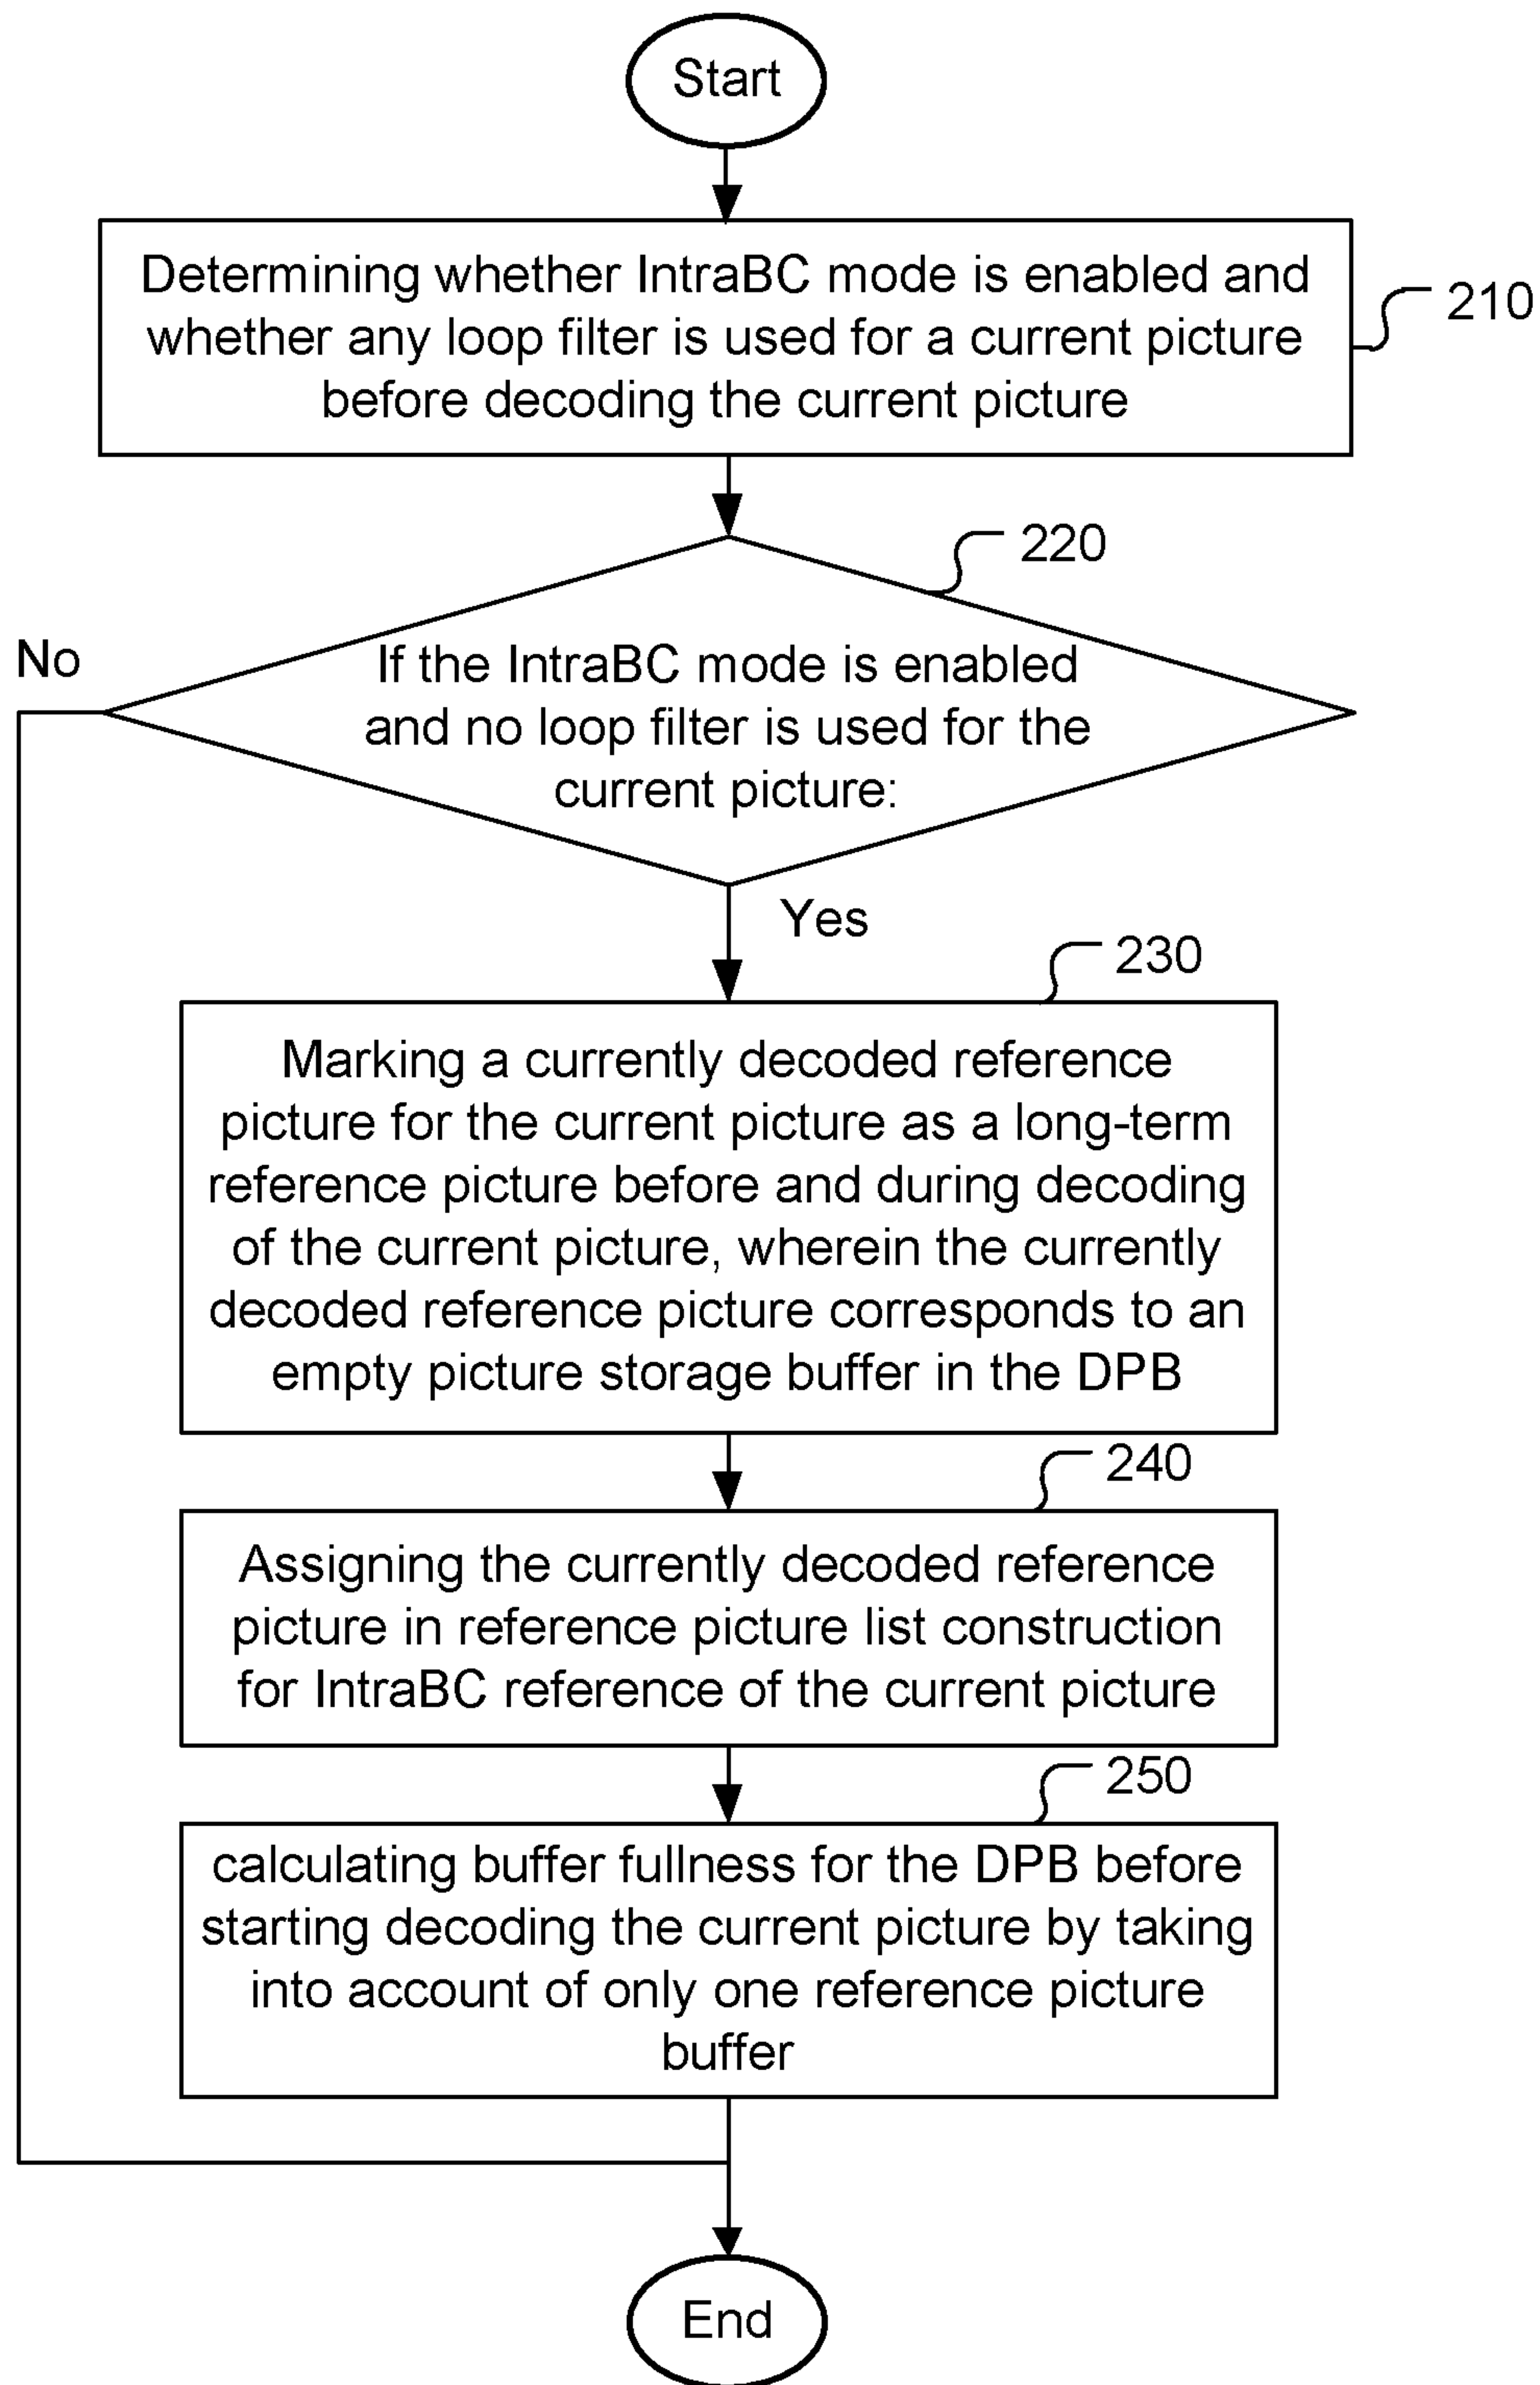 Start
Determining whether IntraBC mode is enabled and
whether any loop filter is used for a current picture
before decoding the current picture
210
220
No
If the IntraBC mode is enabled
and no loop filter is used for the
current picture:
Yes
230
Marking a currently decoded reference
picture for the current picture as a long-term
reference picture before and during decoding
of the current picture, wherein the currently
decoded reference picture corresponds to an
empty picture storage buffer in the DPB
240
Assigning the currently decoded reference
picture in reference picture list construction
for IntraBC reference of the current picture
250
calculating buffer fullness for the DPB before
starting decoding the current picture by taking
into account of only one reference picture
buffer
End